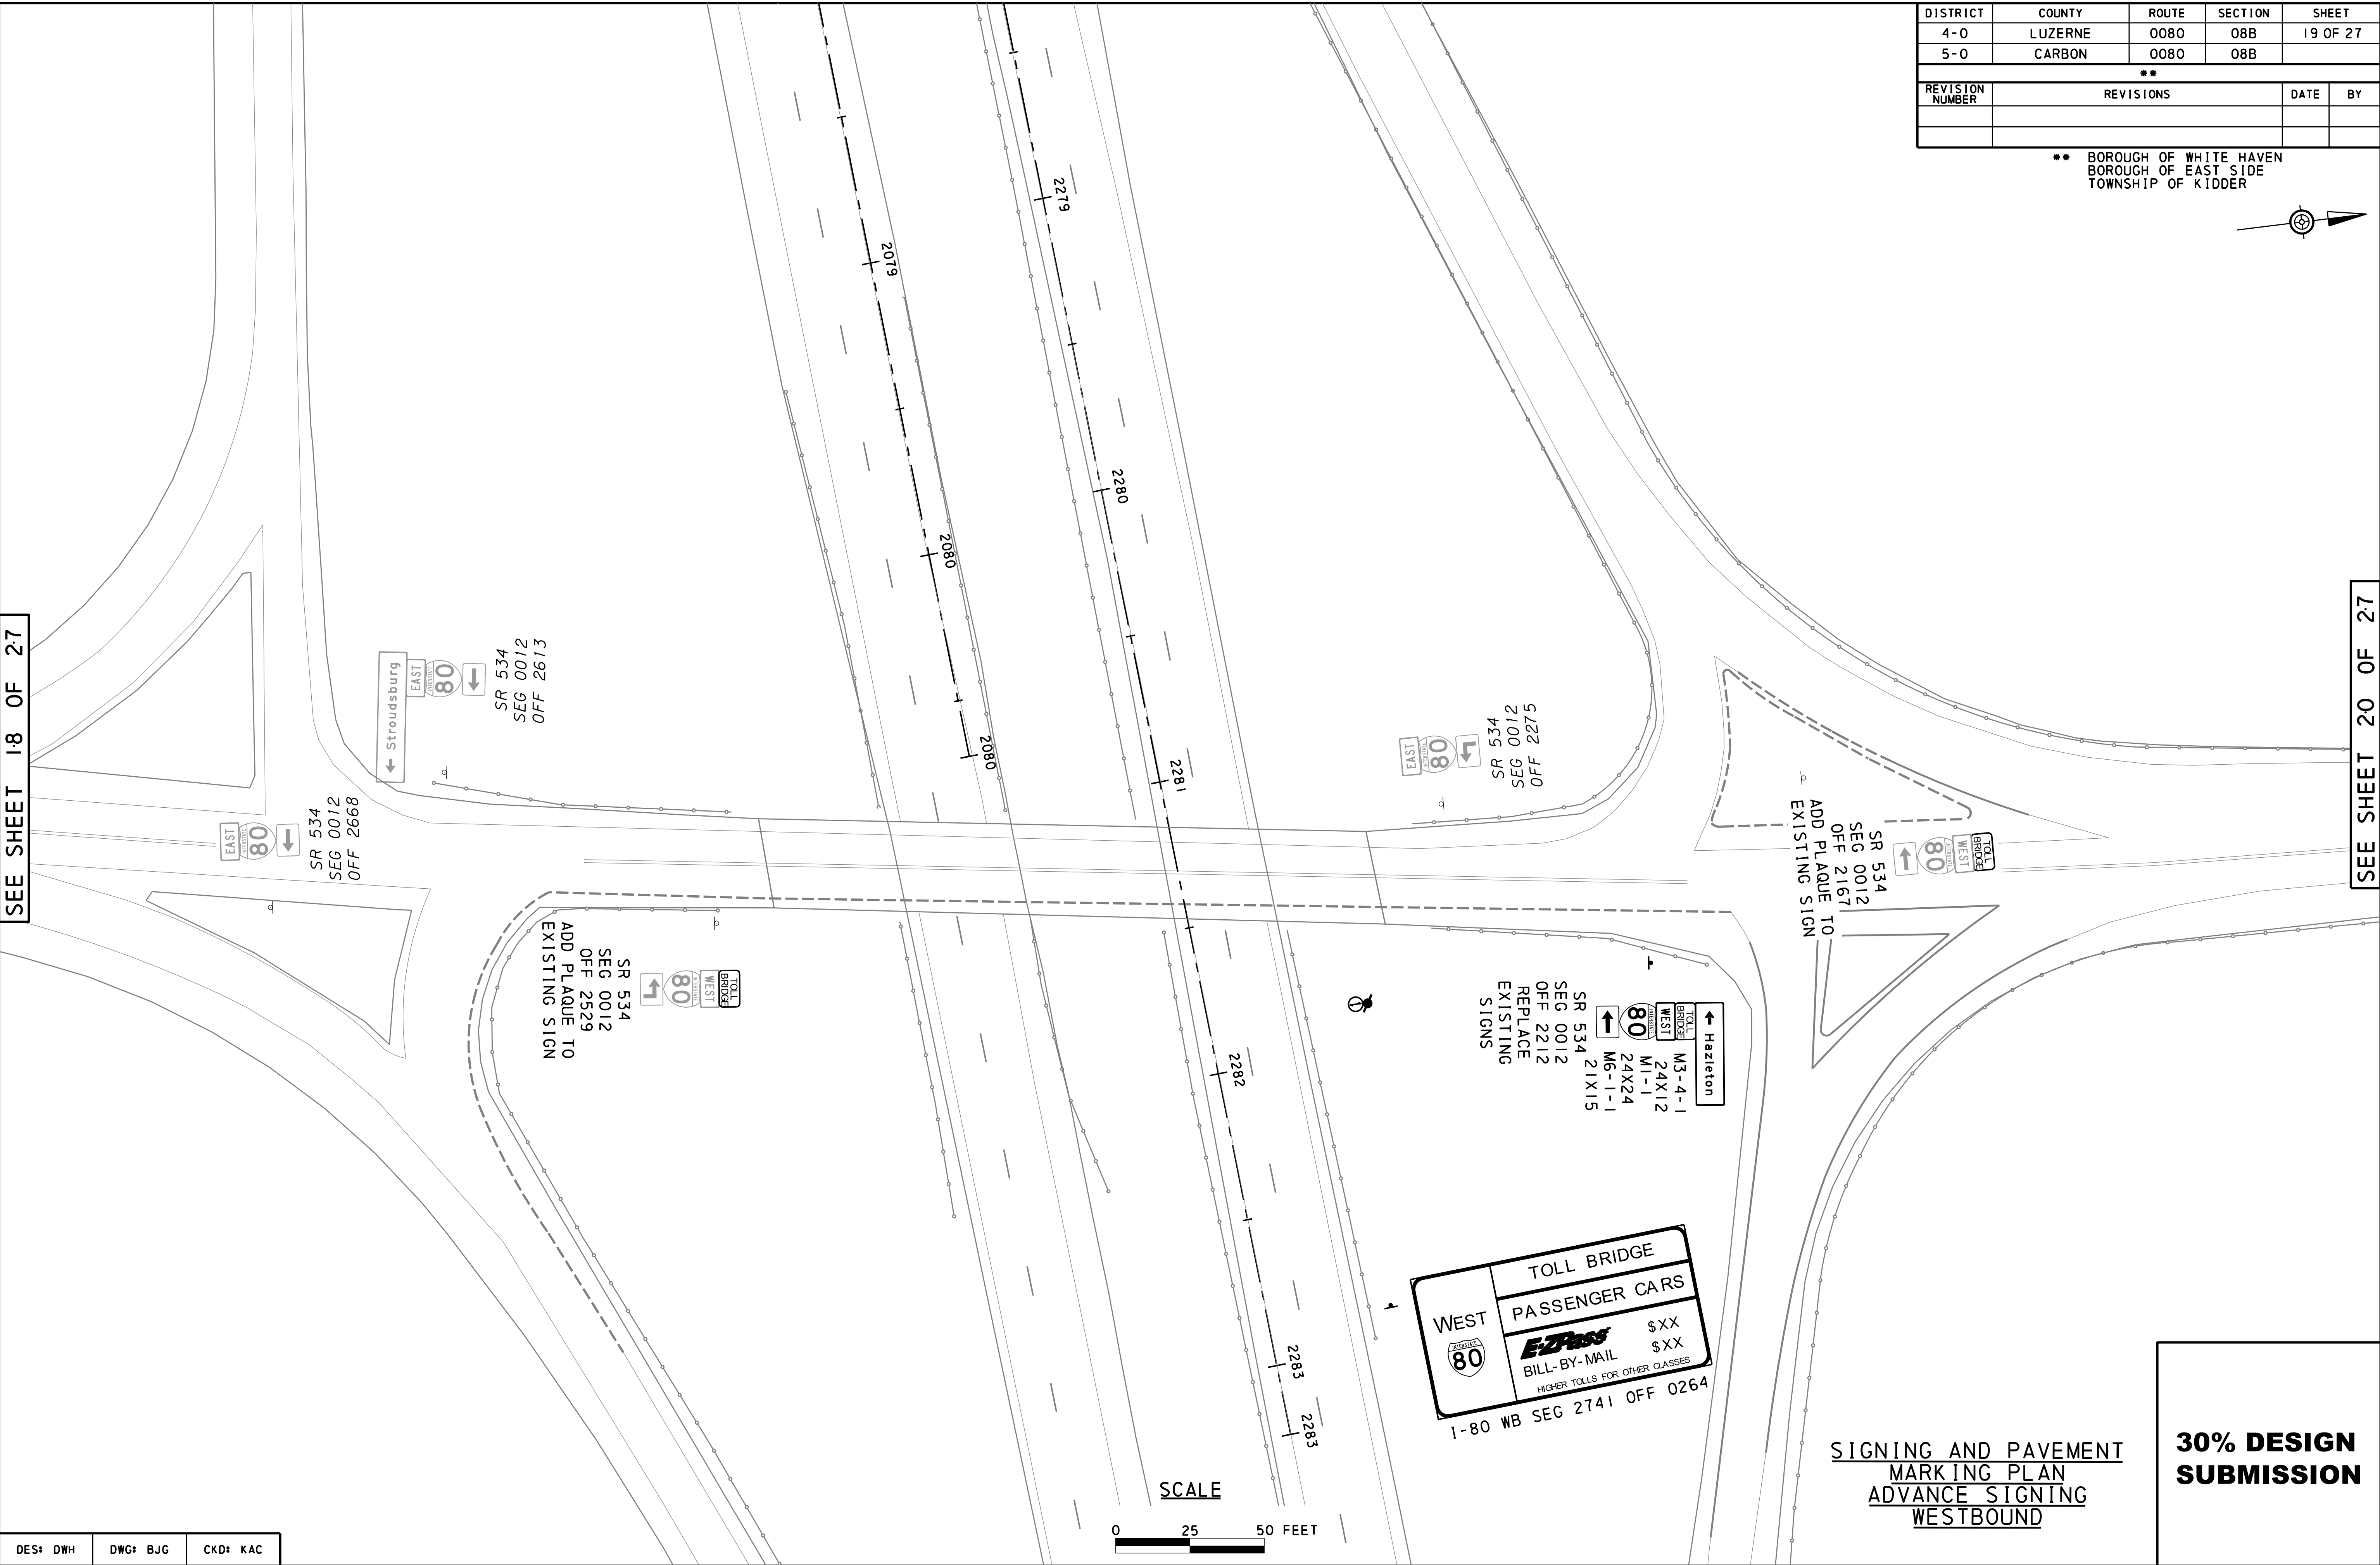 DISTRICT COUNTY ROUTE SECTION SHEET
4-0 LUZERNE 0080 08B 19 OF 27
5-0 CARBON 0080 08B
**
REVISION NUMBER REVISIONS DATE BY
** BOROUGH OF WHITE HAVEN
BOROUGH OF EAST SIDE
TOWNSHIP OF KIDDER
SEE SHEET 18 OF 27
SEE SHEET 20 OF 27
2079
2080
2080
2279
2280
2281
2282
2283
2283
← Stroudsburg
EAST
INTERSTATE
80
SR 534
SEG 0012
OFF 2613
EAST
INTERSTATE
80
SR 534
SEG 0012
OFF 2668
EAST
INTERSTATE
80
SR 534
SEG 0012
OFF 2275
TOLL
BRIDGE
WEST
INTERSTATE
80
SR 534
SEG 0012
OFF 2167
ADD PLAQUE TO
EXISTING SIGN
TOLL
BRIDGE
WEST
INTERSTATE
80
SR 534
SEG 0012
OFF 2529
ADD PLAQUE TO
EXISTING SIGN
← Hazleton
TOLL
BRIDGE
WEST
INTERSTATE
80
M3-4-1
24X12
M1-1
24X24
M6-1-1
21X15
SR 534
SEG 0012
OFF 2212
REPLACE
EXISTING
SIGNS
WEST
INTERSTATE
80
TOLL BRIDGE
PASSENGER CARS
E-ZPass $XX
BILL-BY-MAIL $XX
HIGHER TOLLS FOR OTHER CLASSES
I-80 WB SEG 2741 OFF 0264
SCALE
0 25 50 FEET
SIGNING AND PAVEMENT
MARKING PLAN
ADVANCE SIGNING
WESTBOUND
30% DESIGN
SUBMISSION
DES: DWH DWG: BJG CKD: KAC